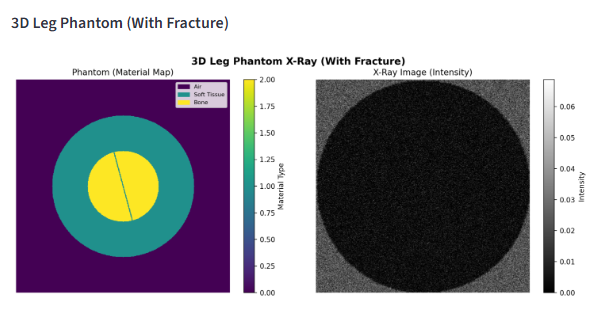 3D Leg Phantom (With Fracture)
3D Leg Phantom X-Ray (With Fracture)
Phantom (Material Map)
Air
Soft Tissue
Bone
2.00
1.75
1.50
1.25
1.00
0.75
0.50
0.25
0.00
Material Type
X-Ray Image (Intensity)
0.06
0.05
0.04
0.03
0.02
0.01
0.00
Intensity